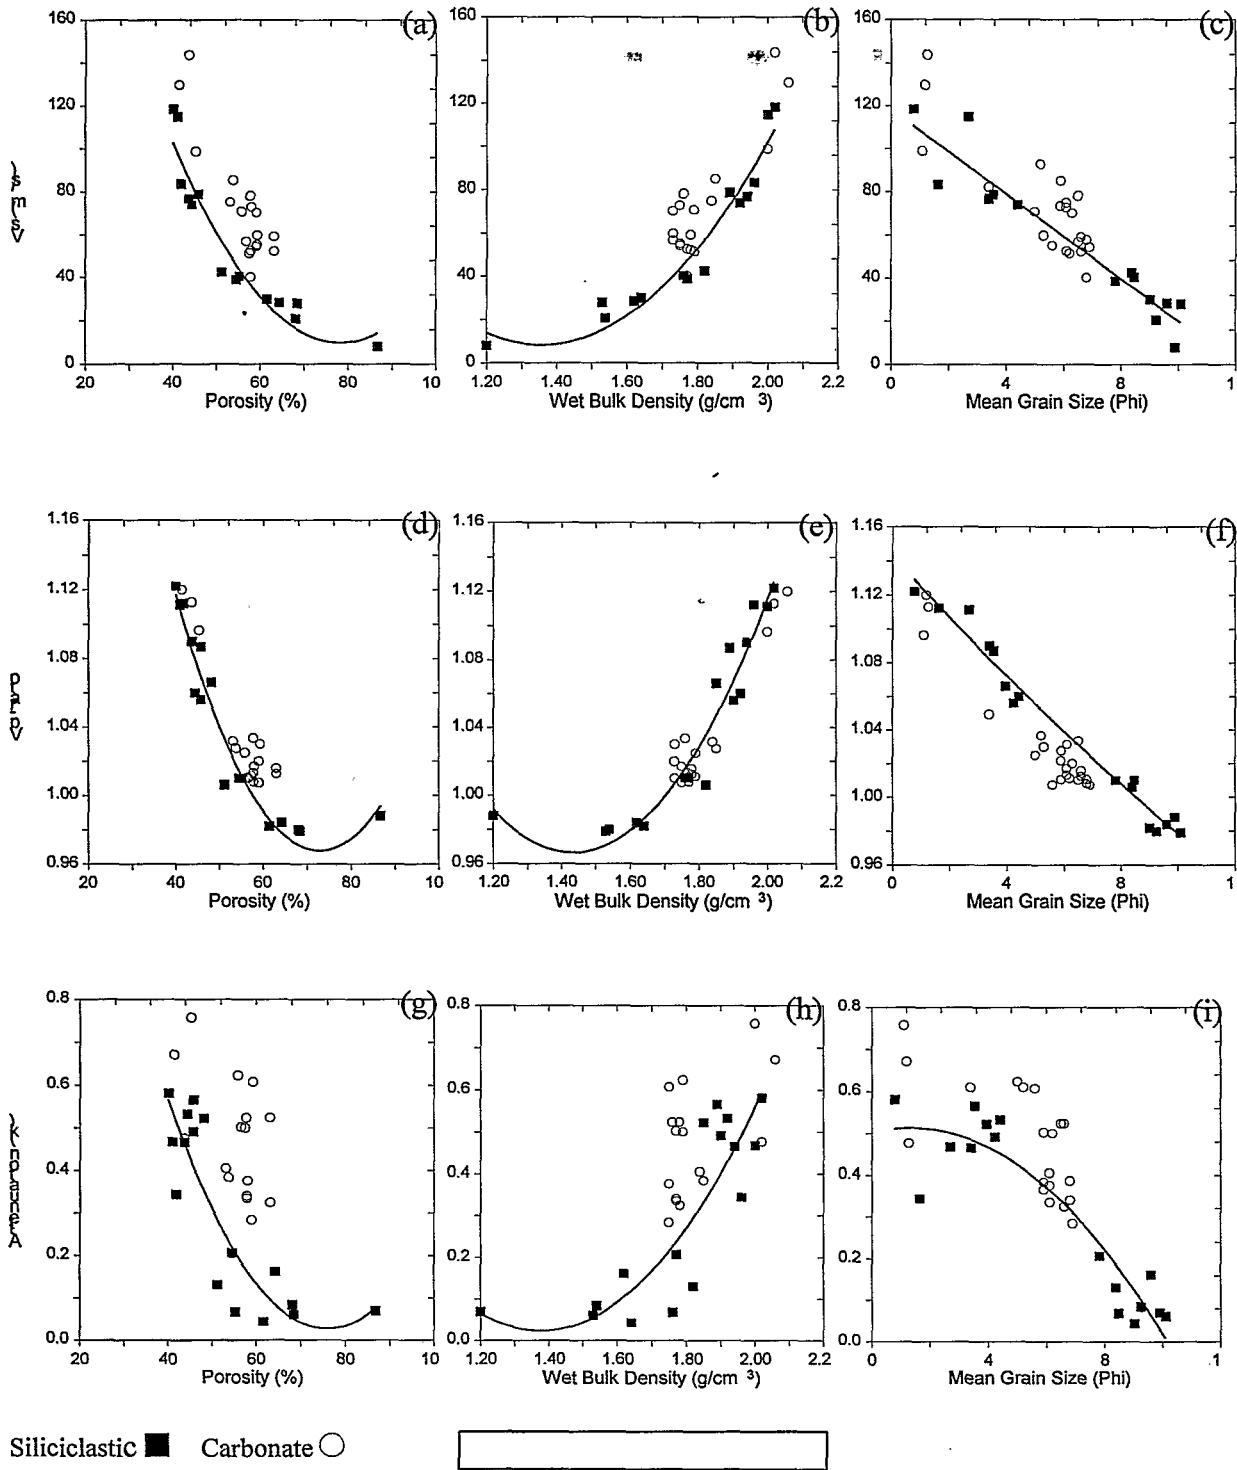 (a) (b) (c)
160 160 160
120 120 120
80 80 80
40 40 40
0 0 0
20 40 60 80 10 1.20 1.40 1.60 1.80 2.00 2.2 0 4 8 1
Porosity (%) Wet Bulk Density (g/cm 3) Mean Grain Size (Phi)
(d) (e) (f)
1.16 1.16 1.16
1.12 1.12 1.12
1.08 1.08 1.08
1.04 1.04 1.04
1.00 1.00 1.00
0.96 0.96 0.96
20 40 60 80 10 1.20 1.40 1.60 1.80 2.00 2.2 0 4 8 1
Porosity (%) Wet Bulk Density (g/cm 3) Mean Grain Size (Phi)
(g) (h) (i)
0.8 0.8 0.8
0.6 0.6 0.6
0.4 0.4 0.4
0.2 0.2 0.2
0.0 0.0 0.0
20 40 60 80 10 1.20 1.40 1.60 1.80 2.00 2.2 0 4 8 1
Porosity (%) Wet Bulk Density (g/cm 3) Mean Grain Size (Phi)
Siliciclastic Carbonate